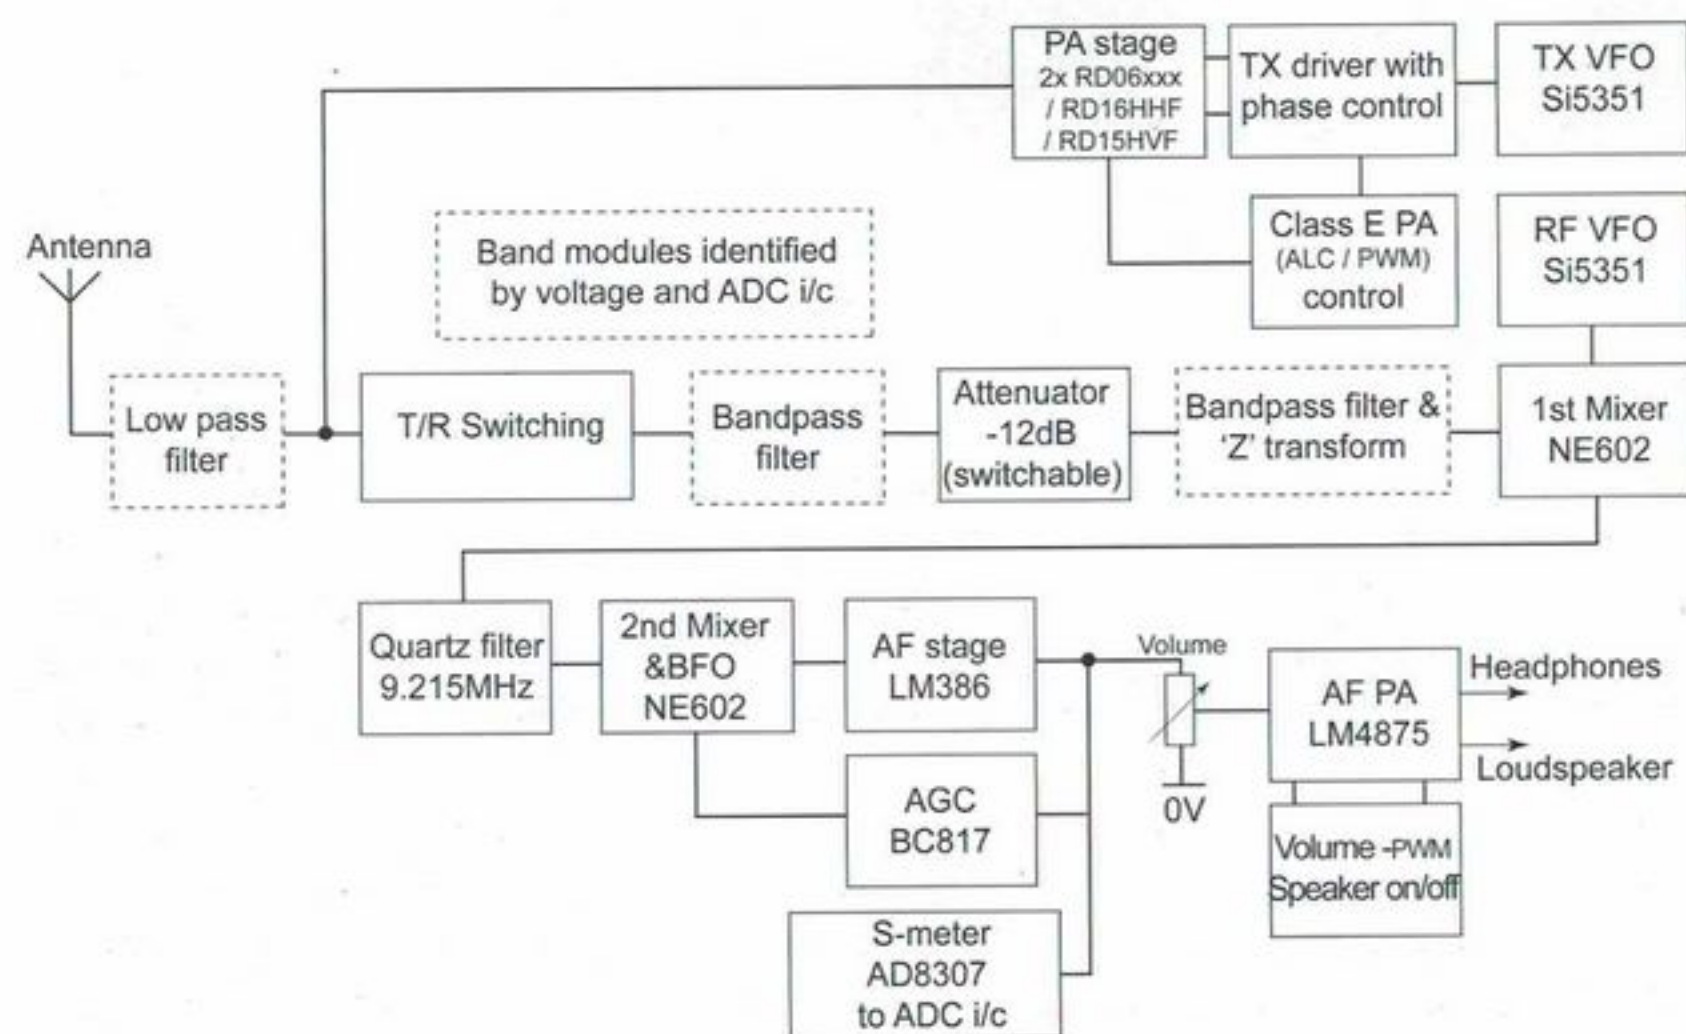 PA stage
2x RD06xxx
/ RD16HHF
/ RD15HVF
TX driver with
phase control
TX VFO
Si5351
Antenna
Band modules identified
by voltage and ADC i/c
Class E PA
(ALC / PWM)
control
RF VFO
Si5351
Low pass
filter
T/R Switching
Bandpass
filter
Attenuator
-12dB
(switchable)
Bandpass filter &
‘Z’ transform
1st Mixer
NE602
Quartz filter
9.215MHz
2nd Mixer
&BFO
NE602
AF stage
LM386
Volume
0V
AF PA
LM4875
Headphones
Loudspeaker
AGC
BC817
Volume -PWM
Speaker on/off
S-meter
AD8307
to ADC i/c